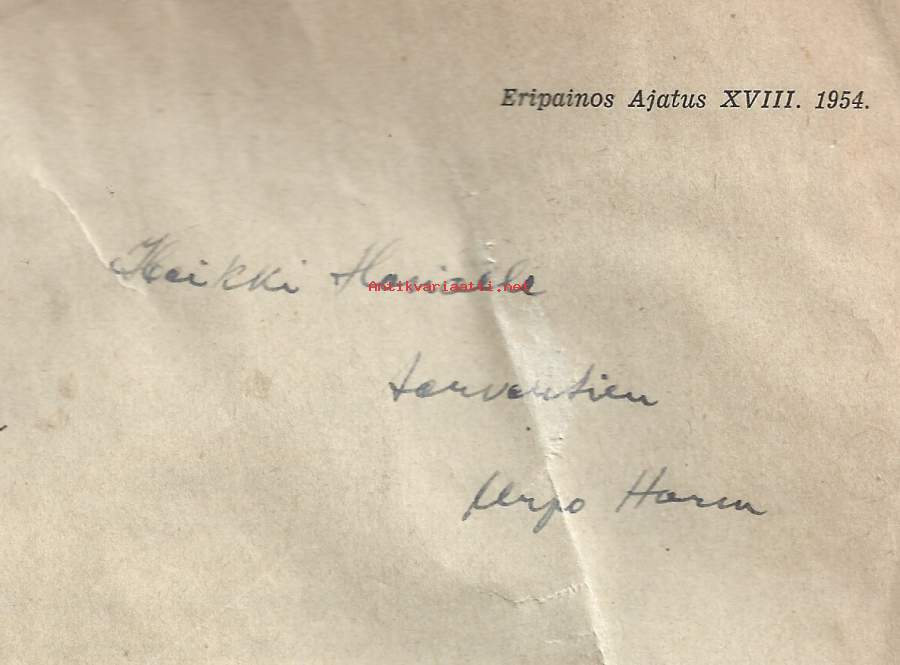 Eripainos Ajatus XVIII. 1954.
Heikki
Antikvariaatti.net
tervehtien
Urpo Harva